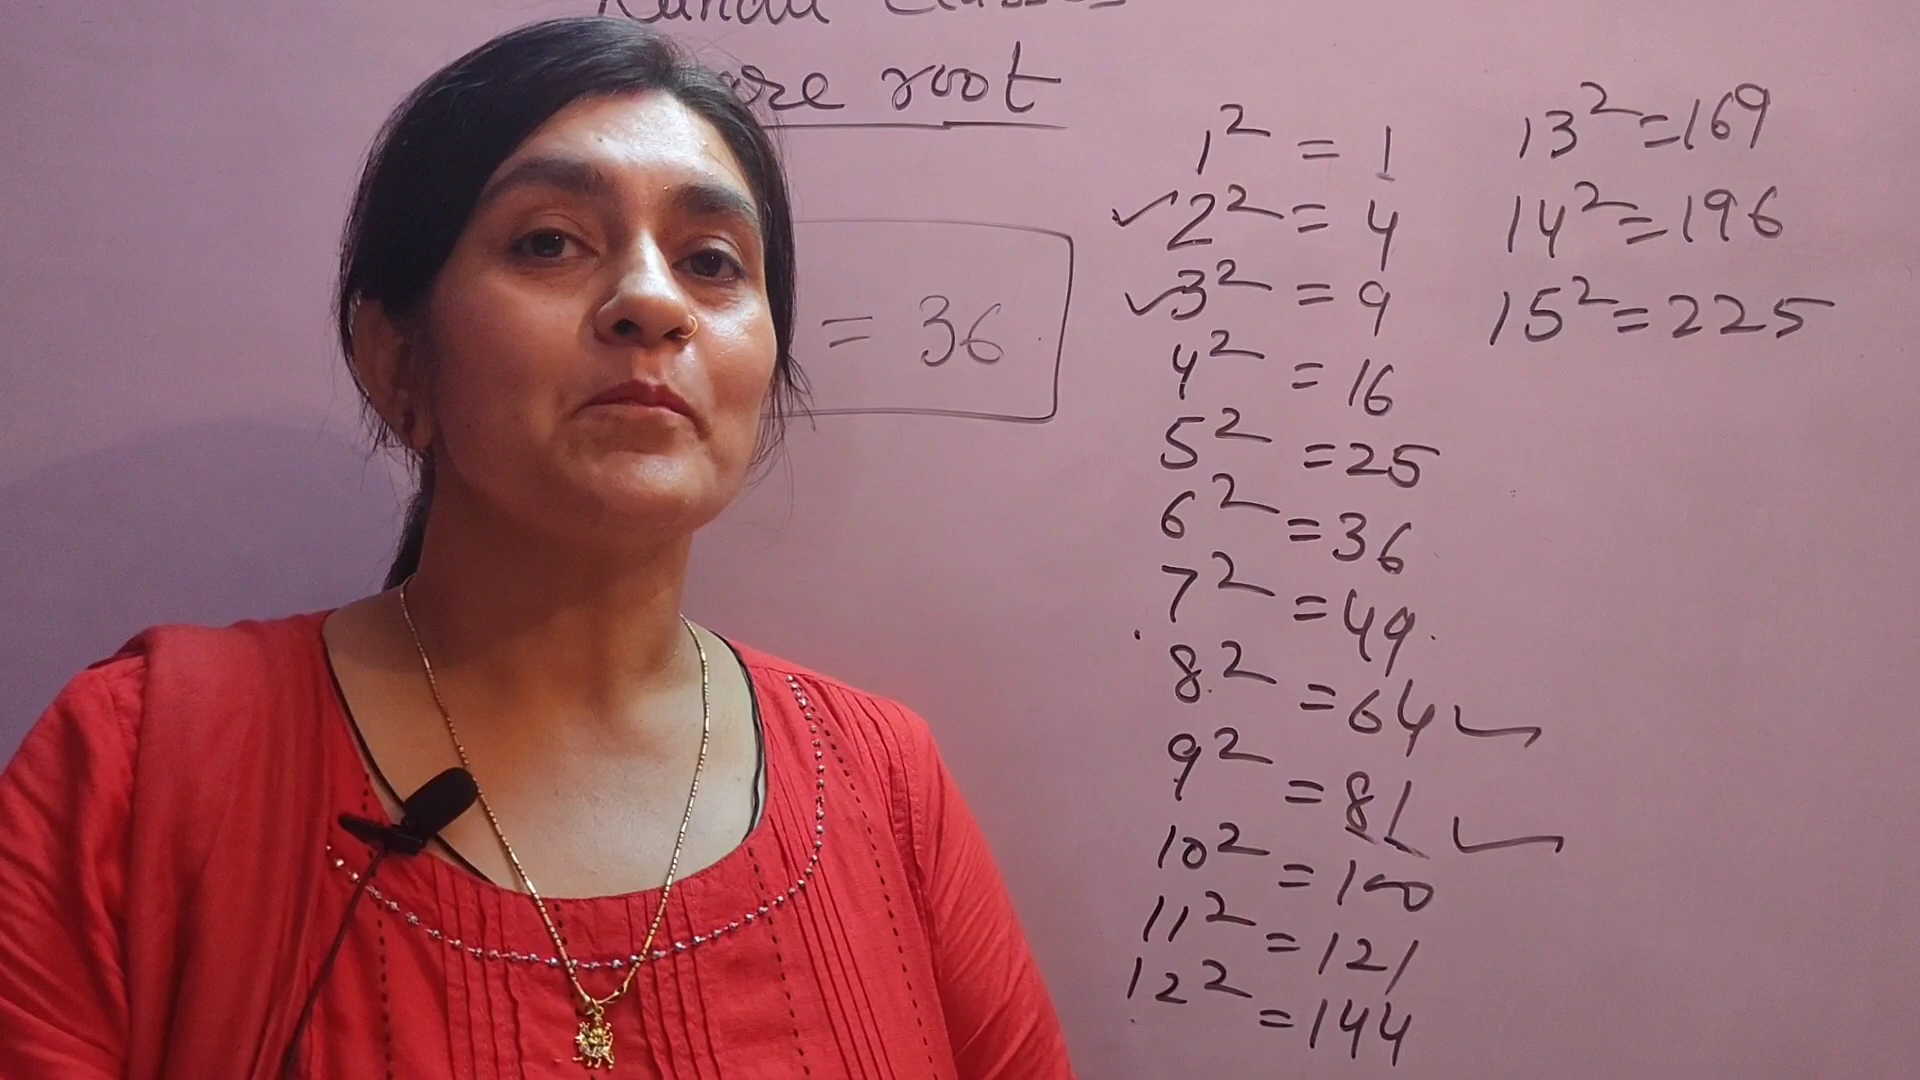 root
= 36
1² = 1
2² = 4
3² = 9
4² = 16
5² = 25
6² = 36
7² = 49
8² = 64
9² = 81
10² = 100
11² = 121
12² = 144
13² = 169
14² = 196
15² = 225